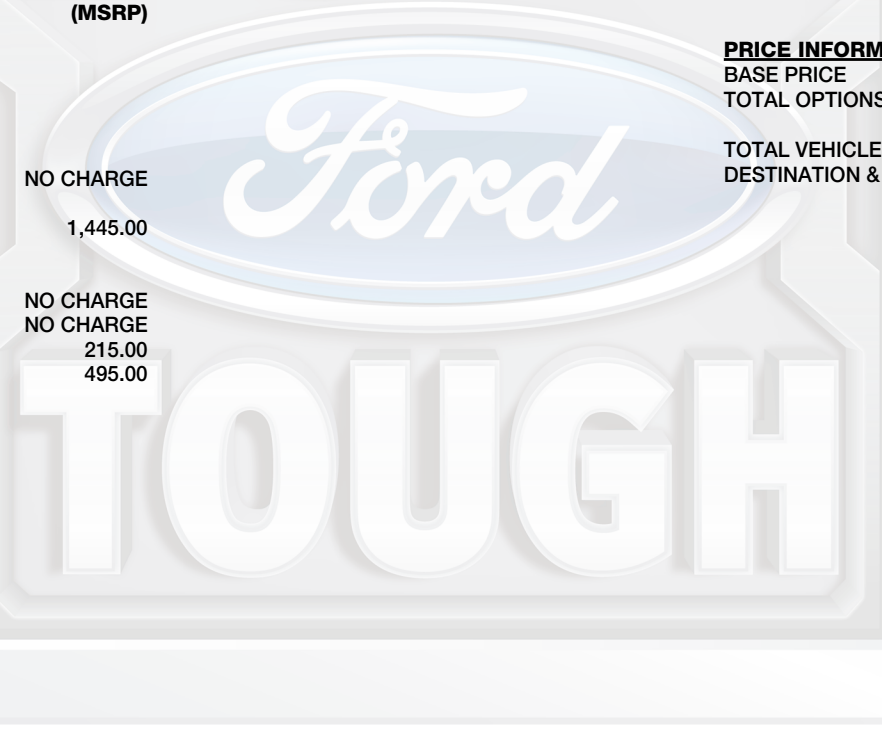 (MSRP)
NO CHARGE
1,445.00
NO CHARGE
NO CHARGE
215.00
495.00
PRICE INFORM
BASE PRICE
TOTAL OPTIONS
TOTAL VEHICLE
DESTINATION &
Ford
TOUGH